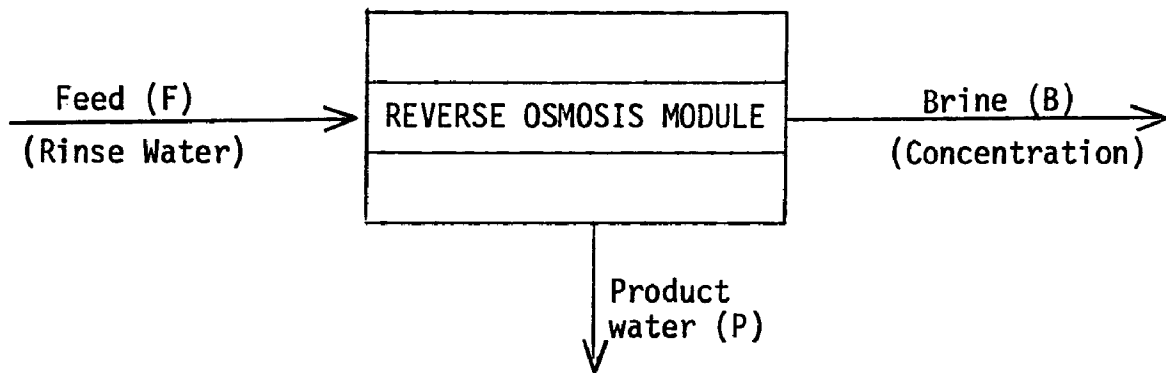 Feed (F)
(Rinse Water)
REVERSE OSMOSIS MODULE
Brine (B)
(Concentration)
Product
water (P)